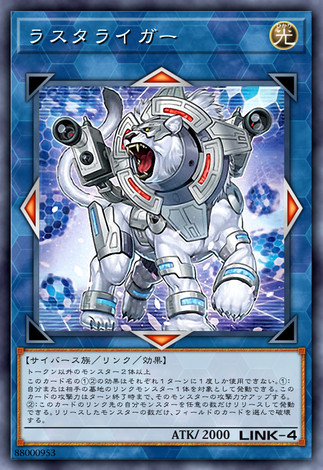 ラスタライガー
光
【サイバース族／リンク／効果】
トークン以外のモンスター２体以上
このカード名の①②の効果はそれぞれ１ターンに１度しか使用できない。①：
自分または相手の墓地のリンクモンスター１体を対象として発動できる。この
カードの攻撃力はターン終了時まで、そのモンスターの攻撃力分アップする。
②：このカードのリンク先の自分モンスターを任意の数だけリリースして発動
できる。リリースしたモンスターの数だけ、フィールドのカードを選んで破壊
する。
ATK/ 2000 LINK-4
88000953